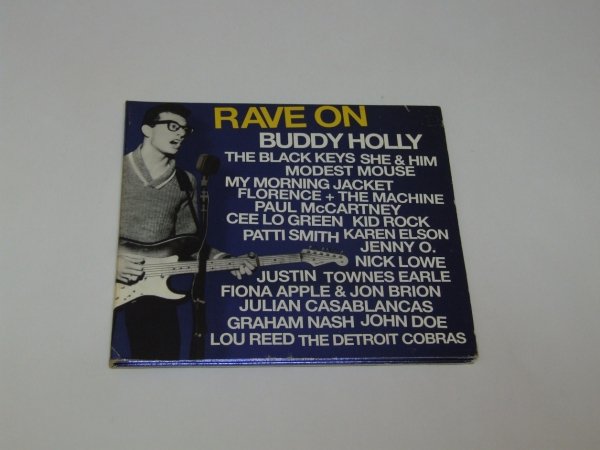 RAVE ON
BUDDY HOLLY
THE BLACK KEYS SHE & HIM
MODEST MOUSE
MY MORNING JACKET
FLORENCE + THE MACHINE
PAUL McCARTNEY
CEE LO GREEN KID ROCK
PATTI SMITH KAREN ELSON
JENNY O.
NICK LOWE
JUSTIN TOWNES EARLE
FIONA APPLE & JON BRION
JULIAN CASABLANCAS
GRAHAM NASH JOHN DOE
LOU REED THE DETROIT COBRAS